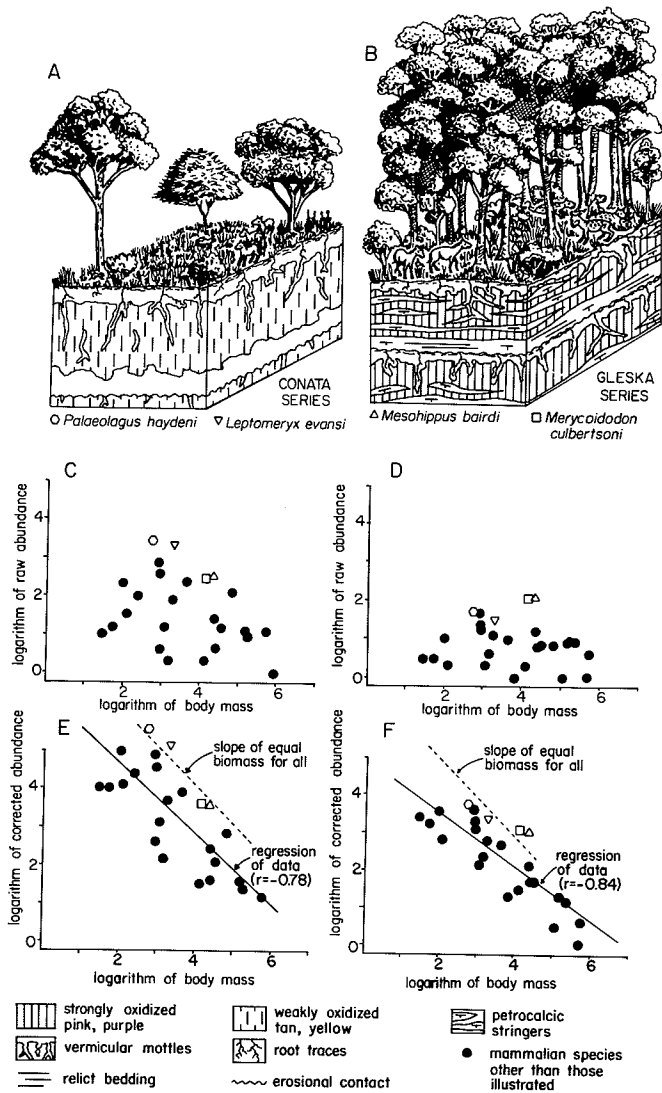 A
B
CONATA
SERIES
GLESKA
SERIES
○ Palaeolagus haydeni ▽ Leptomeryx evansi
△ Mesohippus bairdi □ Merycoidodon
culbertsoni
C
logarithm of raw abundance
4
2
0
2 4 6
logarithm of body mass
D
logarithm of raw abundance
4
2
0
2 4 6
logarithm of body mass
E
logarithm of corrected abundance
slope of equal
biomass for all
4
2
0
regression
of data
(r=-0.78)
2 4 6
logarithm of body mass
F
logarithm of corrected abundance
slope of equal
biomass for all
4
2
0
regression
of data
(r=-0.84)
2 4 6
logarithm of body mass
strongly oxidized
pink, purple
weakly oxidized
tan, yellow
petrocalcic
stringers
vermicular mottles
root traces
mammalian species
other than those
illustrated
relict bedding
erosional contact